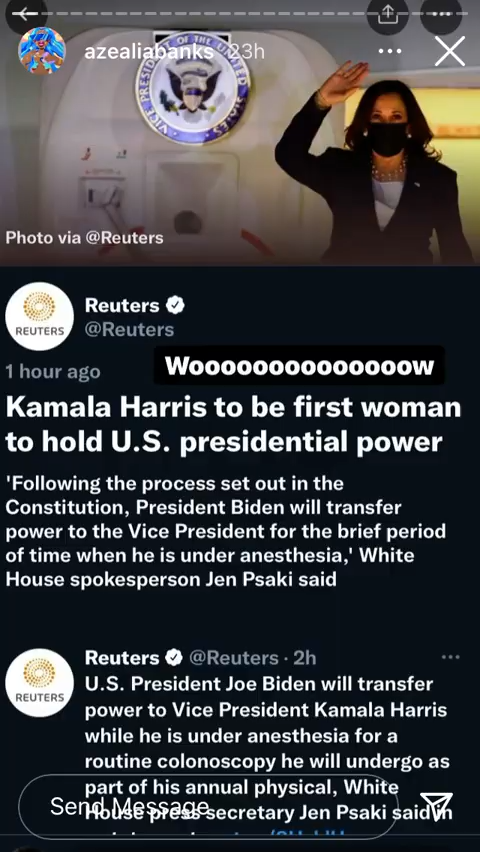 azealiabanks 23h
VICE PRESIDENT OF THE UNITED STATES
Photo via @Reuters
REUTERS
Reuters
@Reuters
1 hour ago
Wooooooooooooooow
Kamala Harris to be first woman
to hold U.S. presidential power
'Following the process set out in the
Constitution, President Biden will transfer
power to the Vice President for the brief period
of time when he is under anesthesia,' White
House spokesperson Jen Psaki said
REUTERS
Reuters @Reuters · 2h
U.S. President Joe Biden will transfer
power to Vice President Kamala Harris
while he is under anesthesia for a
routine colonoscopy he will undergo as
part of his annual physical, White
House press secretary Jen Psaki said in
Send Message